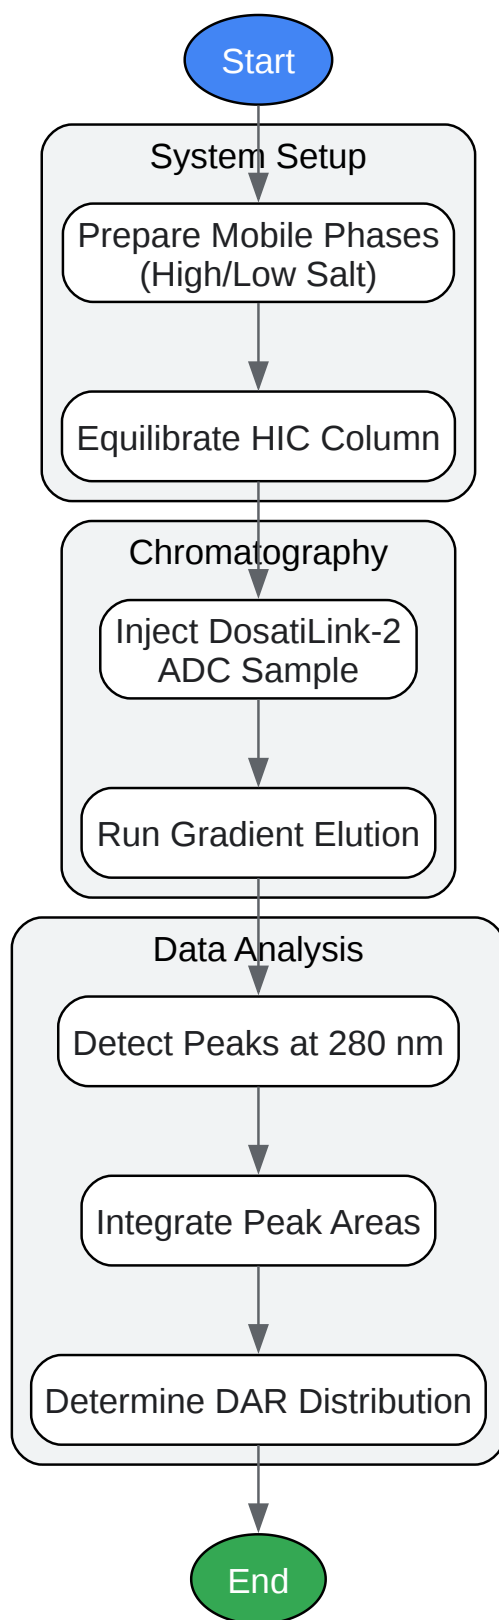 Start
System Setup
Prepare Mobile Phases
(High/Low Salt)
Equilibrate HIC Column
Chromatography
Inject DosatiLink-2
ADC Sample
Run Gradient Elution
Data Analysis
Detect Peaks at 280 nm
Integrate Peak Areas
Determine DAR Distribution
End